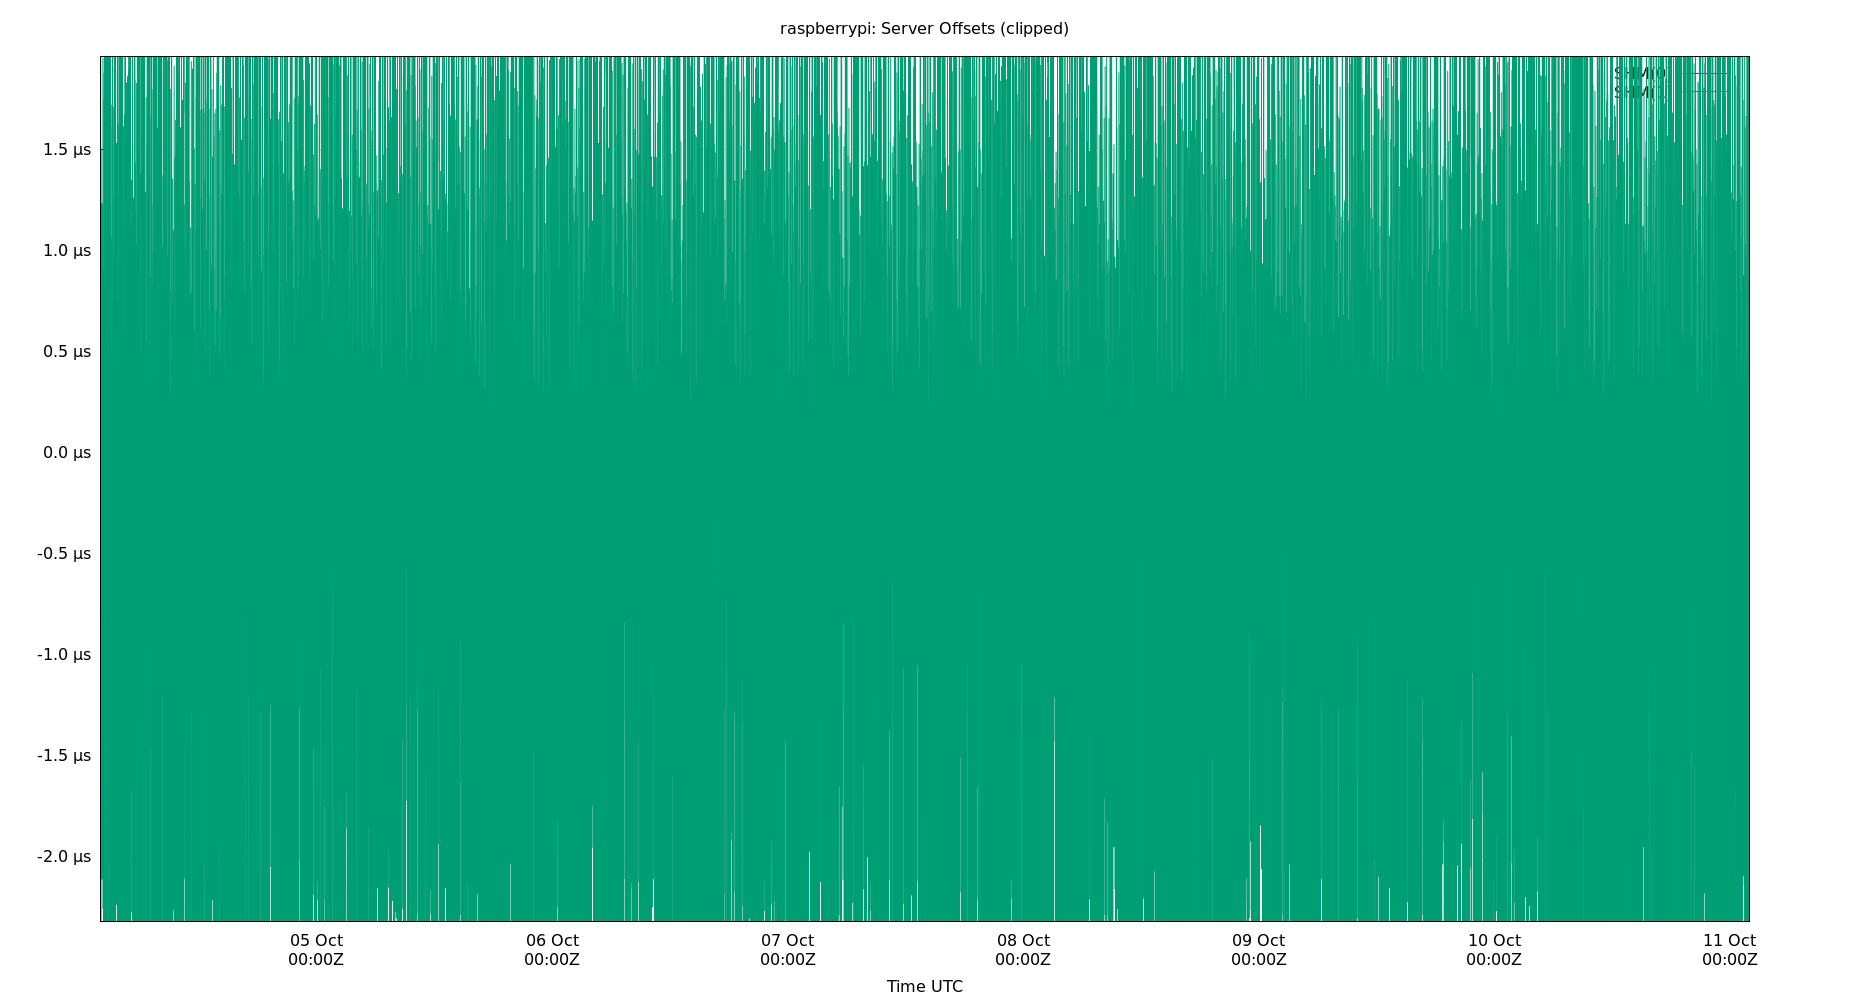 raspberrypi: Server Offsets (clipped)
1.5 µs
1.0 µs
0.5 µs
0.0 µs
-0.5 µs
-1.0 µs
-1.5 µs
-2.0 µs
05 Oct 06 Oct 07 Oct 08 Oct 09 Oct 10 Oct 11 Oct
00:00Z 00:00Z 00:00Z 00:00Z 00:00Z 00:00Z 00:00Z
Time UTC